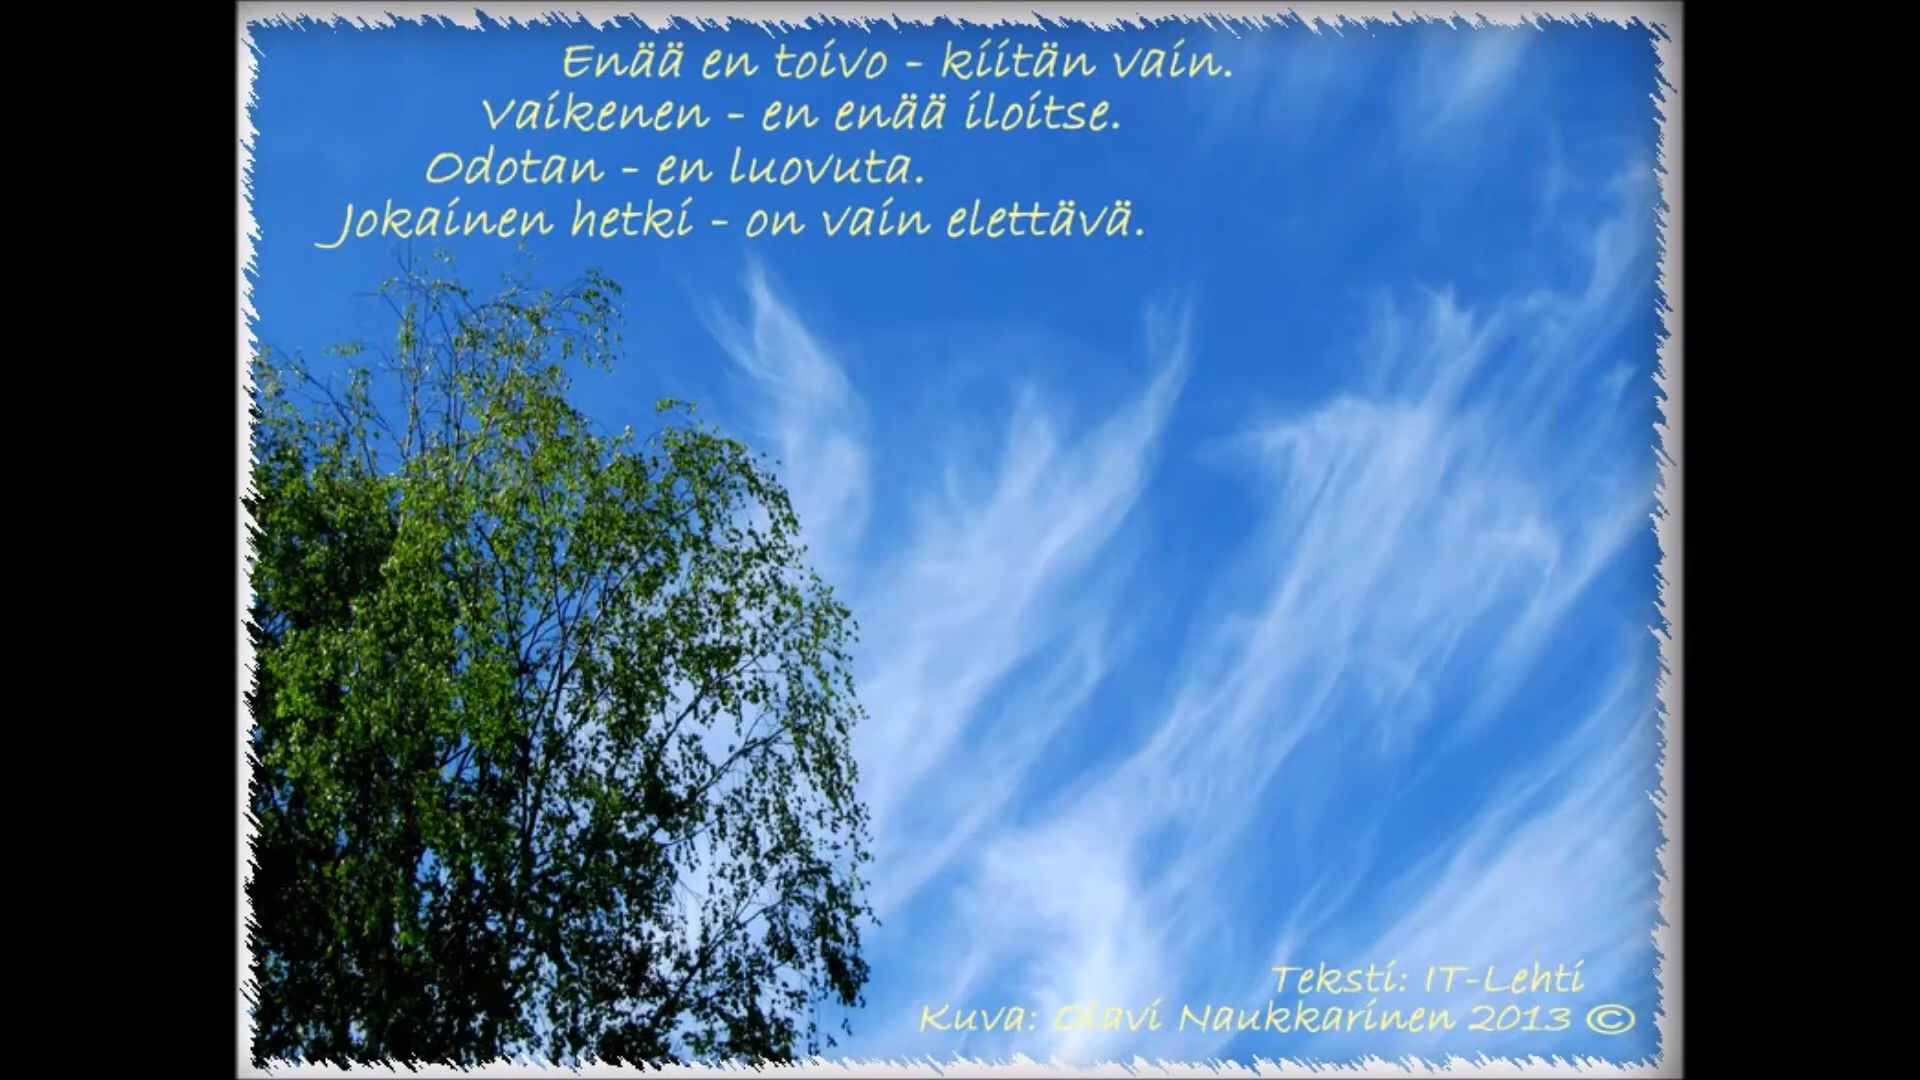 Enää en toivo - kiitän vain.
Vaikenen - en enää iloitse.
Odotan - en luovuta.
Jokainen hetki - on vain elettävä.
Teksti: IT-Lehti
Kuva: Olavi Naukkarinen 2013 ©